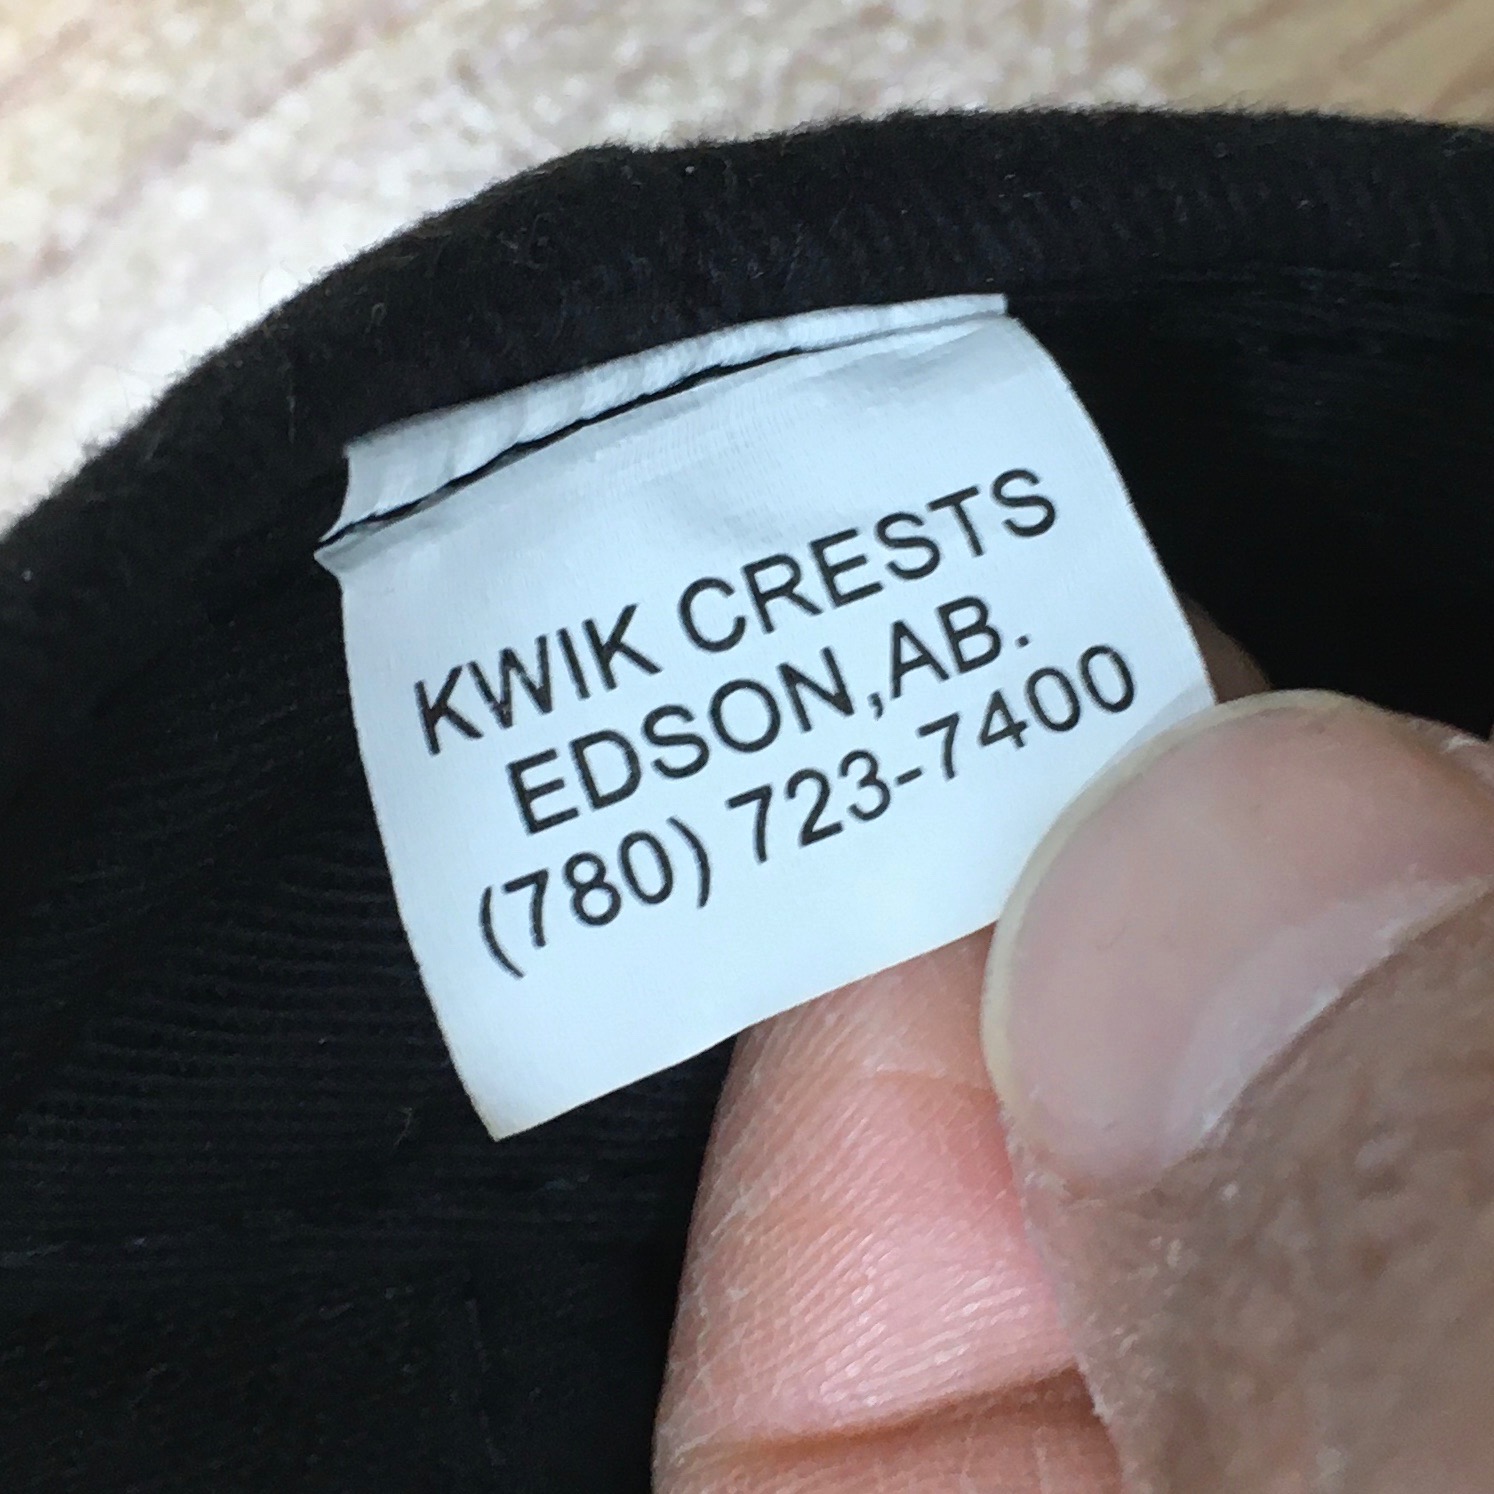 KWIK CRESTS
EDSON,AB.
(780) 723-7400